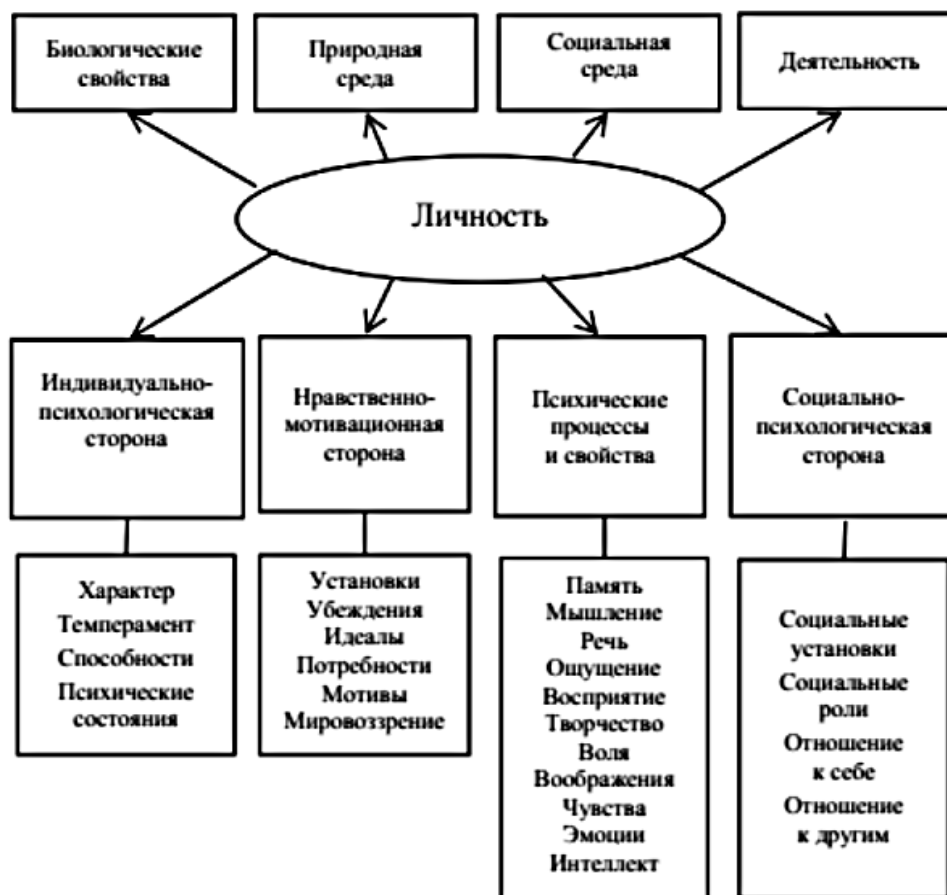 Биологические
свойства
Природная
среда
Социальная
среда
Деятельность
Личность
Индивидуально-
психологическая
сторона
Нравственно-
мотивационная
сторона
Психические
процессы
и свойства
Социально-
психологическая
сторона
Характер
Темперамент
Способности
Психические
состояния
Установки
Убеждения
Идеалы
Потребности
Мотивы
Мировоззрение
Память
Мышление
Речь
Ощущение
Восприятие
Творчество
Воля
Воображения
Чувства
Эмоции
Интеллект
Социальные
установки
Социальные
роли
Отношение
к себе
Отношение
к другим